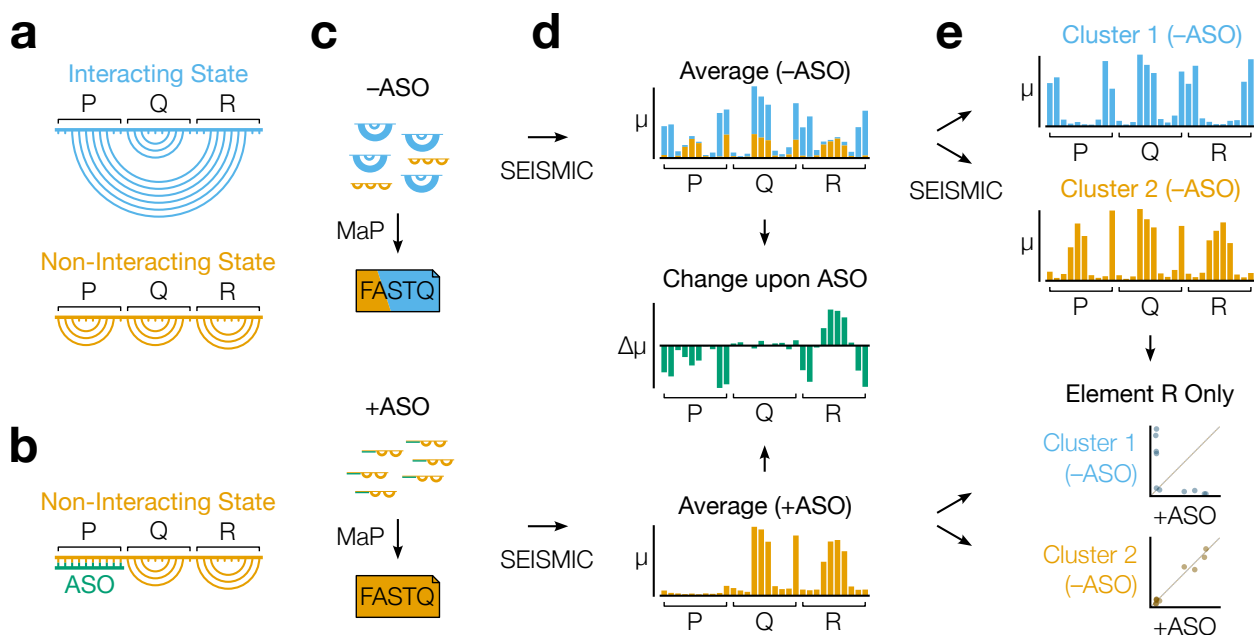 a
Interacting State
P Q R
Non-Interacting State
P Q R
b
Non-Interacting State
P Q R
ASO
c
–ASO
MaP
FASTQ
+ASO
MaP
FASTQ
SEISMIC
SEISMIC
d
Average (–ASO)
μ
P Q R
Change upon ASO
Δμ
P Q R
Average (+ASO)
μ
P Q R
e
SEISMIC
Cluster 1 (–ASO)
μ
P Q R
Cluster 2 (–ASO)
μ
P Q R
Element R Only
Cluster 1
(–ASO)
+ASO
Cluster 2
(–ASO)
+ASO